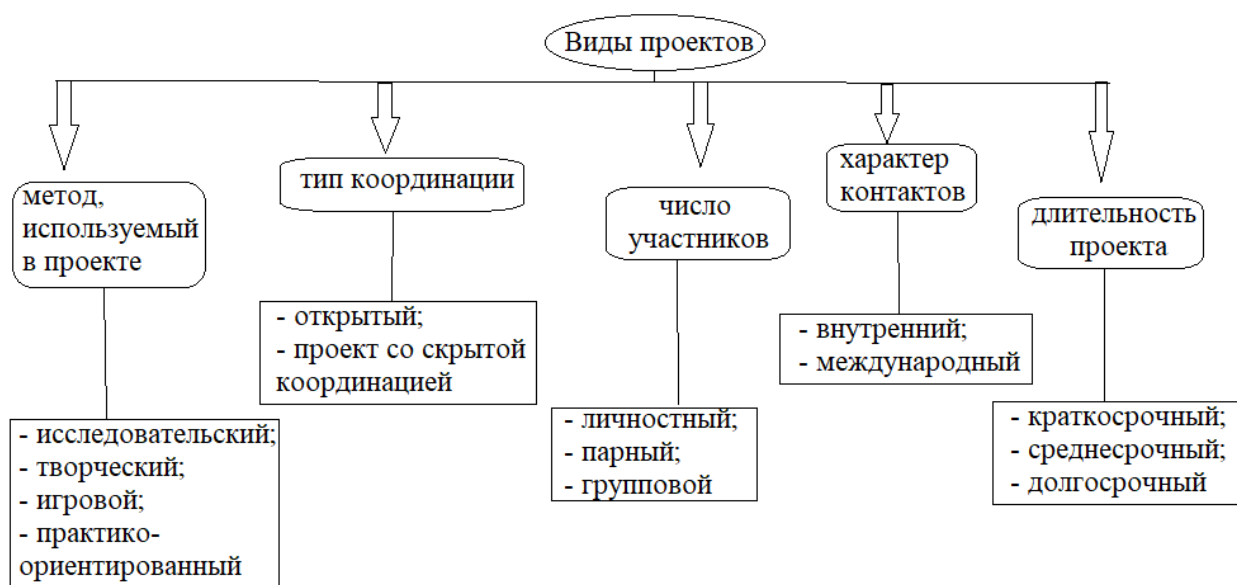 Виды проектов
метод,
используемый
в проекте
тип координации
число
участников
характер
контактов
длительность
проекта
- исследовательский;
- творческий;
- игровой;
- практико-
ориентированный
- открытый;
- проект со скрытой
координацией
- личностный;
- парный;
- групповой
- внутренний;
- международный
- краткосрочный;
- среднесрочный;
- долгосрочный